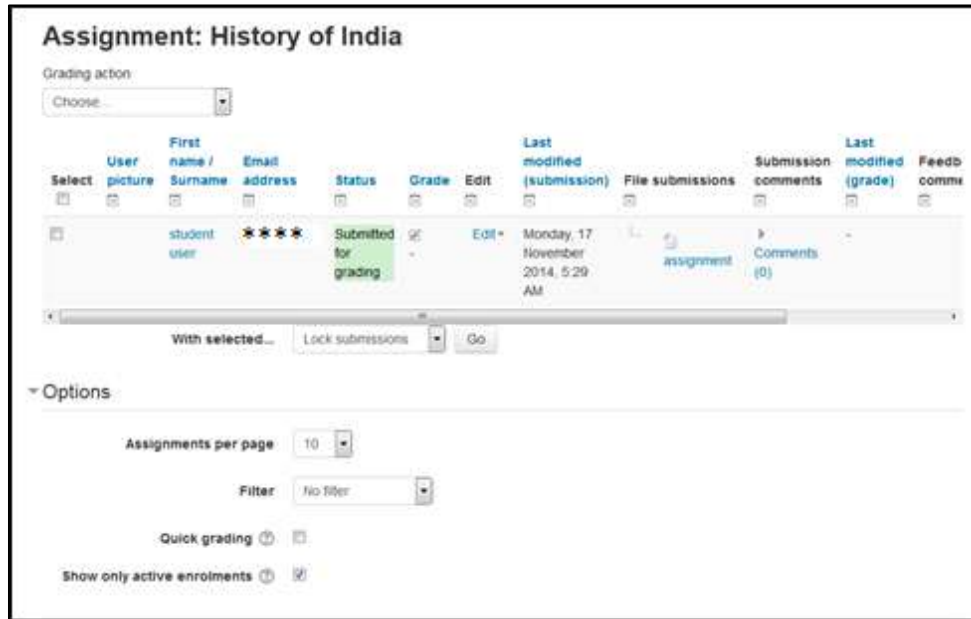 Assignment: History of India
Grading action
Choose...
Select
User picture
First name / Surname
Email address
Status
Grade
Edit
Last modified (submission)
File submissions
Submission comments
Last modified (grade)
Feedb comme
student user
****
Submitted for grading
-
Edit
Monday, 17 November 2014, 5:29 AM
assignment
Comments (0)
-
With selected... Lock submissions Go
Options
Assignments per page 10
Filter No filter
Quick grading
Show only active enrolments